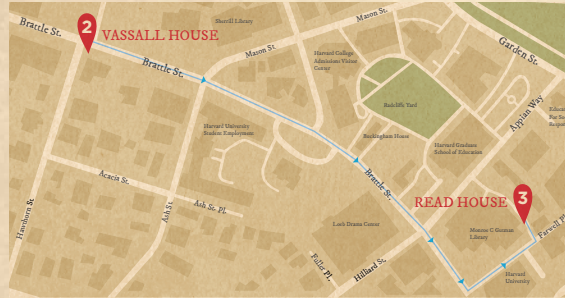 Brattle St.
2
VASSALL HOUSE
Sherrill Library
Mason St.
Mason St.
Garden St.
Brattle St.
Harvard College
Admissions Visitor
Center
Radcliffe Yard
Appian Way
Harvard University
Student Employment
Buckingham House
Harvard Graduate
School of Education
Acacia St.
Brattle St.
Hawthorn St.
Ash St.
Ash St. Pl.
READ HOUSE
3
Loeb Drama Center
Monroe C Gutman
Library
Farwell Pl
Fuller Pl.
Hilliard St.
Harvard
University